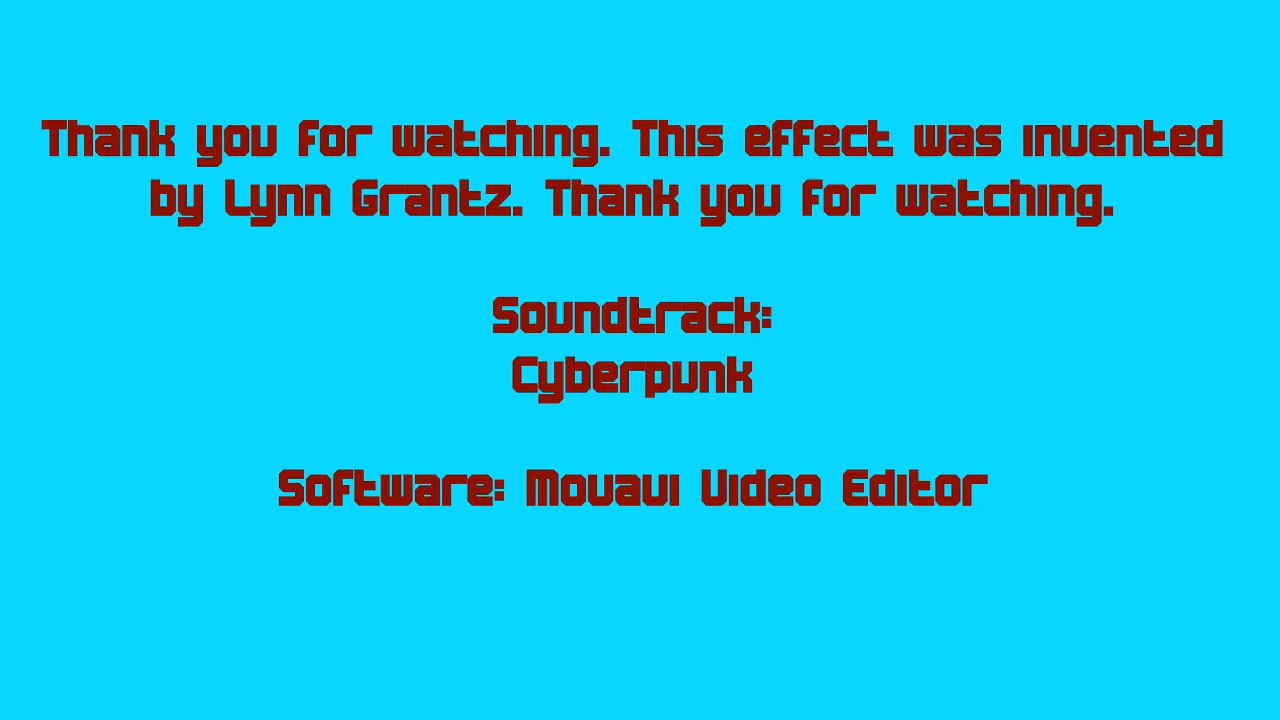 Thank you for watching. This effect was invented
by Lynn Grantz. Thank you for watching.
Soundtrack:
Cyberpunk
Software: Movavi Video Editor